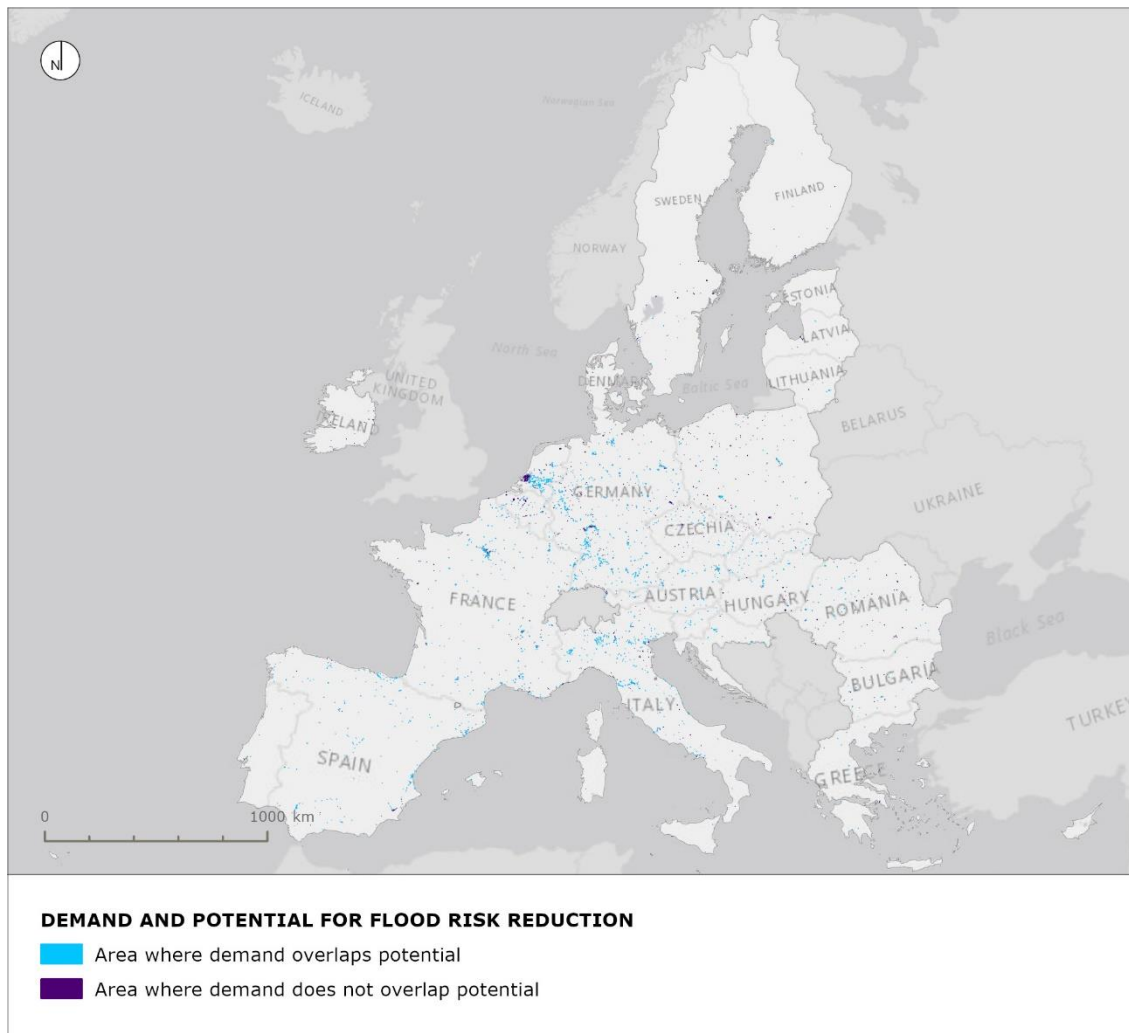 N
ICELAND
Norwegian Sea
FINLAND
SWEDEN
NORWAY
ESTONIA
LATVIA
North Sea
UNITED
KINGDOM
DENMARK
Baltic Sea
LITHUANIA
IRELAND
BELARUS
GERMANY
UKRAINE
CZECHIA
FRANCE
AUSTRIA
HUNGARY
ROMANIA
Black Sea
BULGARIA
ITALY
TURKEY
SPAIN
GREECE
0 1000 km
DEMAND AND POTENTIAL FOR FLOOD RISK REDUCTION
Area where demand overlaps potential
Area where demand does not overlap potential